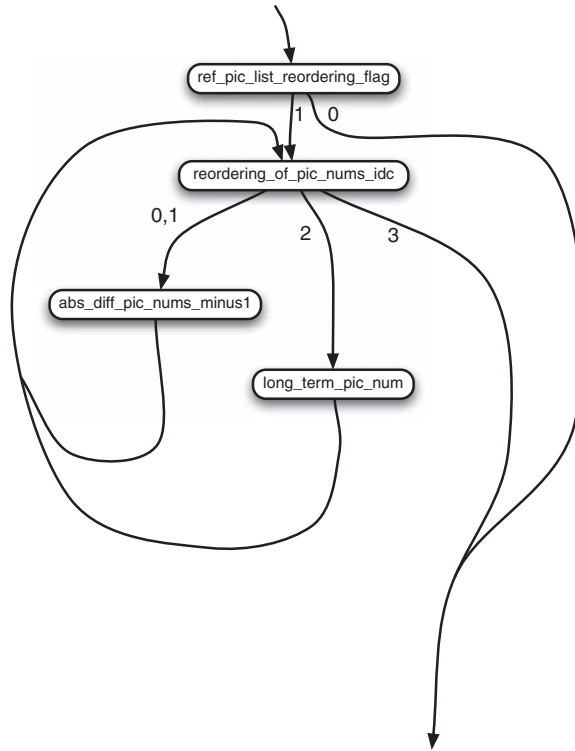 ref_pic_list_reordering_flag
1 0
reordering_of_pic_nums_idc
0,1
2
3
abs_diff_pic_nums_minus1
long_term_pic_num